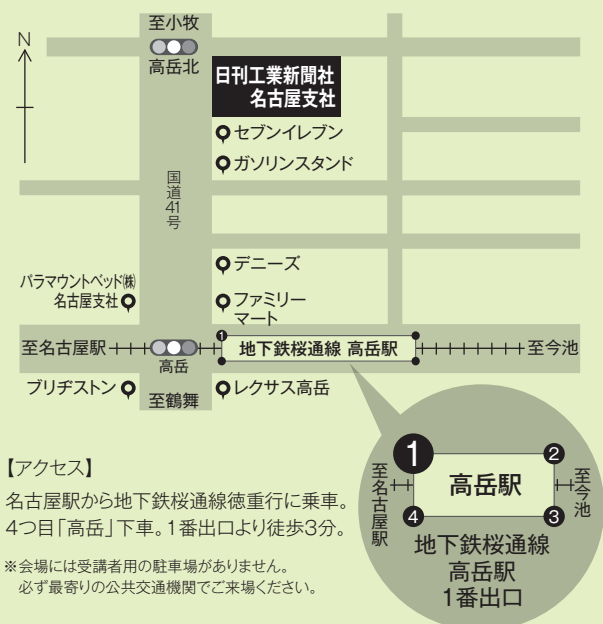 至小牧
N
高岳北
日刊工業新聞社
名古屋支社
セブンイレブン
ガソリンスタンド
国道41号
デニーズ
パラマウントベッド㈱
名古屋支社
ファミリー
マート
至名古屋駅
1
地下鉄桜通線 高岳駅
至今池
高岳
ブリヂストン
至鶴舞
レクサス高岳
【アクセス】
名古屋駅から地下鉄桜通線徳重行に乗車。
4つ目「高岳」下車。1番出口より徒歩3分。
※会場には受講者用の駐車場がありません。
必ず最寄りの公共交通機関でご来場ください。
1
2
至名古屋駅
高岳駅
至今池
4
3
地下鉄桜通線
高岳駅
1番出口